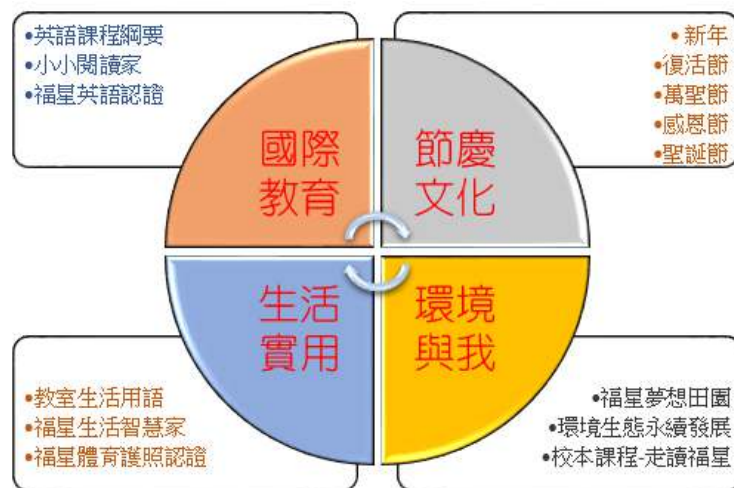 •英語課程綱要
•小小閱讀家
•福星英語認證
•新年
•復活節
•萬聖節
•感恩節
•聖誕節
國際
教育
節慶
文化
生活
實用
環境
與我
•教室生活用語
•福星生活智慧家
•福星體育護照認證
•福星夢想田園
•環境生態永續發展
•校本課程-走讀福星